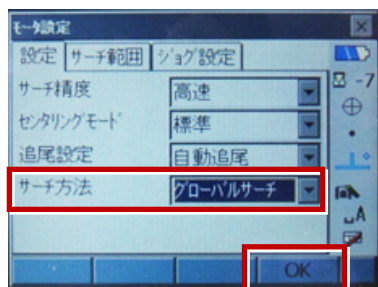 モータ設定
設定 サーチ範囲 ジョグ設定
サーチ精度 高速
センタリングモード 標準
追尾設定 自動追尾
サーチ方法 グローバルサーチ
OK
-7
A